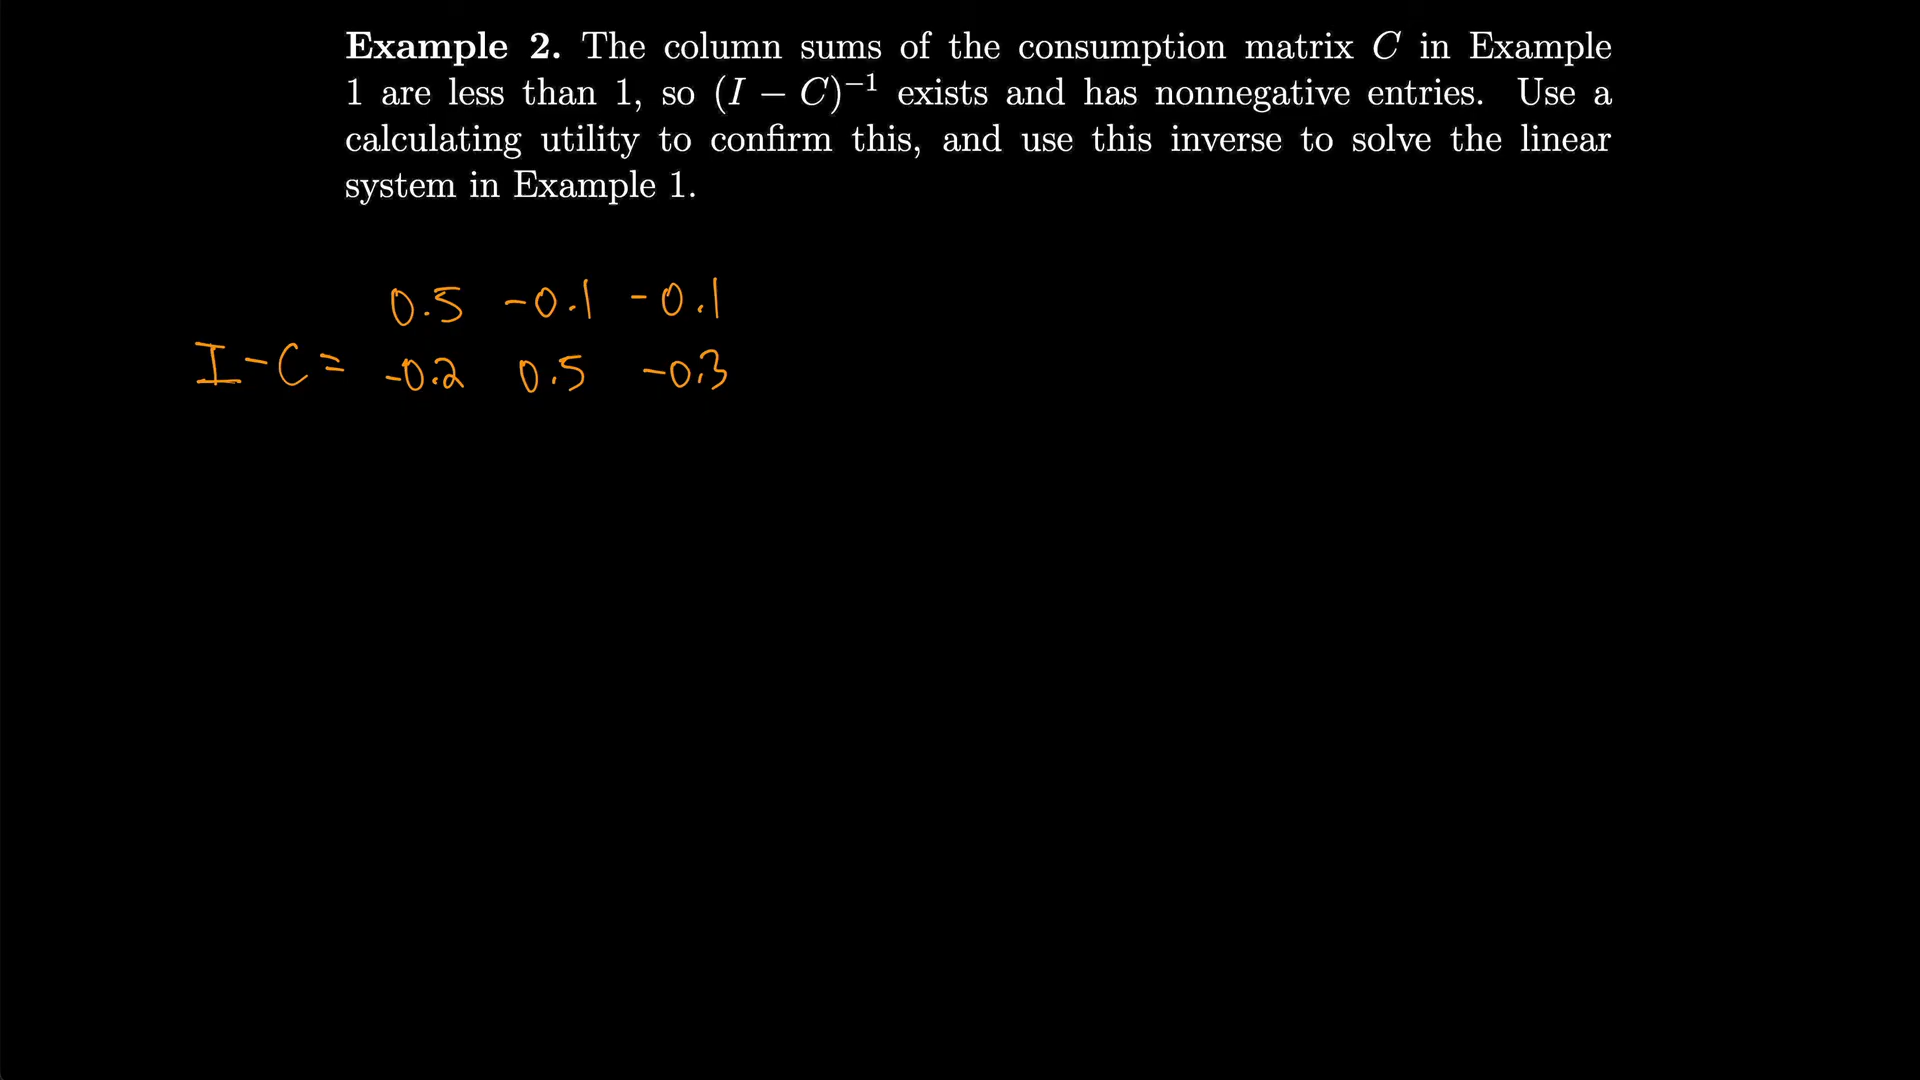 Example 2. The column sums of the consumption matrix C in Example
1 are less than 1, so (I − C)⁻¹ exists and has nonnegative entries. Use a
calculating utility to confirm this, and use this inverse to solve the linear
system in Example 1.
0.5 -0.1 -0.1
I-C= -0.2 0.5 -0.3